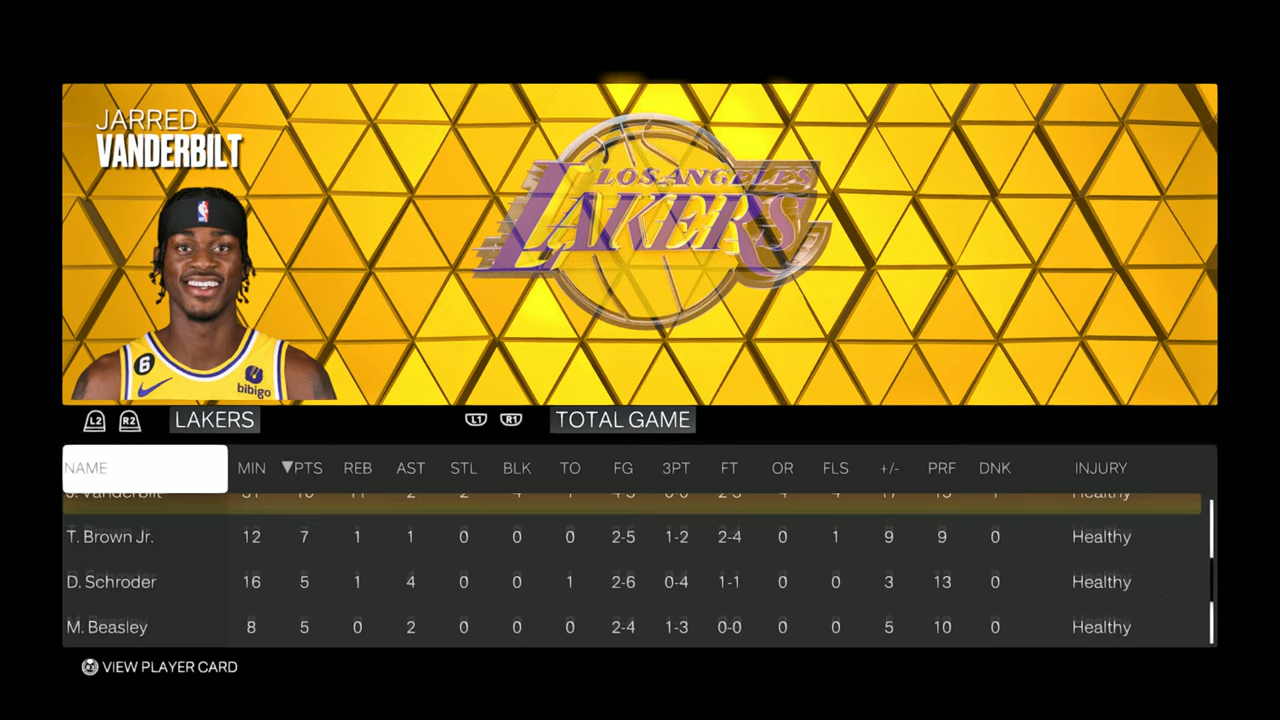 JARRED
VANDERBILT
LOS ANGELES
LAKERS
6
bibigo
L2 R2 LAKERS L1 R1 TOTAL GAME
NAME MIN ▼PTS REB AST STL BLK TO FG 3PT FT OR FLS +/- PRF DNK INJURY
J. Vanderbilt Healthy
T. Brown Jr. 12 7 1 1 0 0 0 2-5 1-2 2-4 0 1 9 9 0 Healthy
D. Schroder 16 5 1 4 0 0 1 2-6 0-4 1-1 0 0 3 13 0 Healthy
M. Beasley 8 5 0 2 0 0 0 2-4 1-3 0-0 0 0 5 10 0 Healthy
VIEW PLAYER CARD